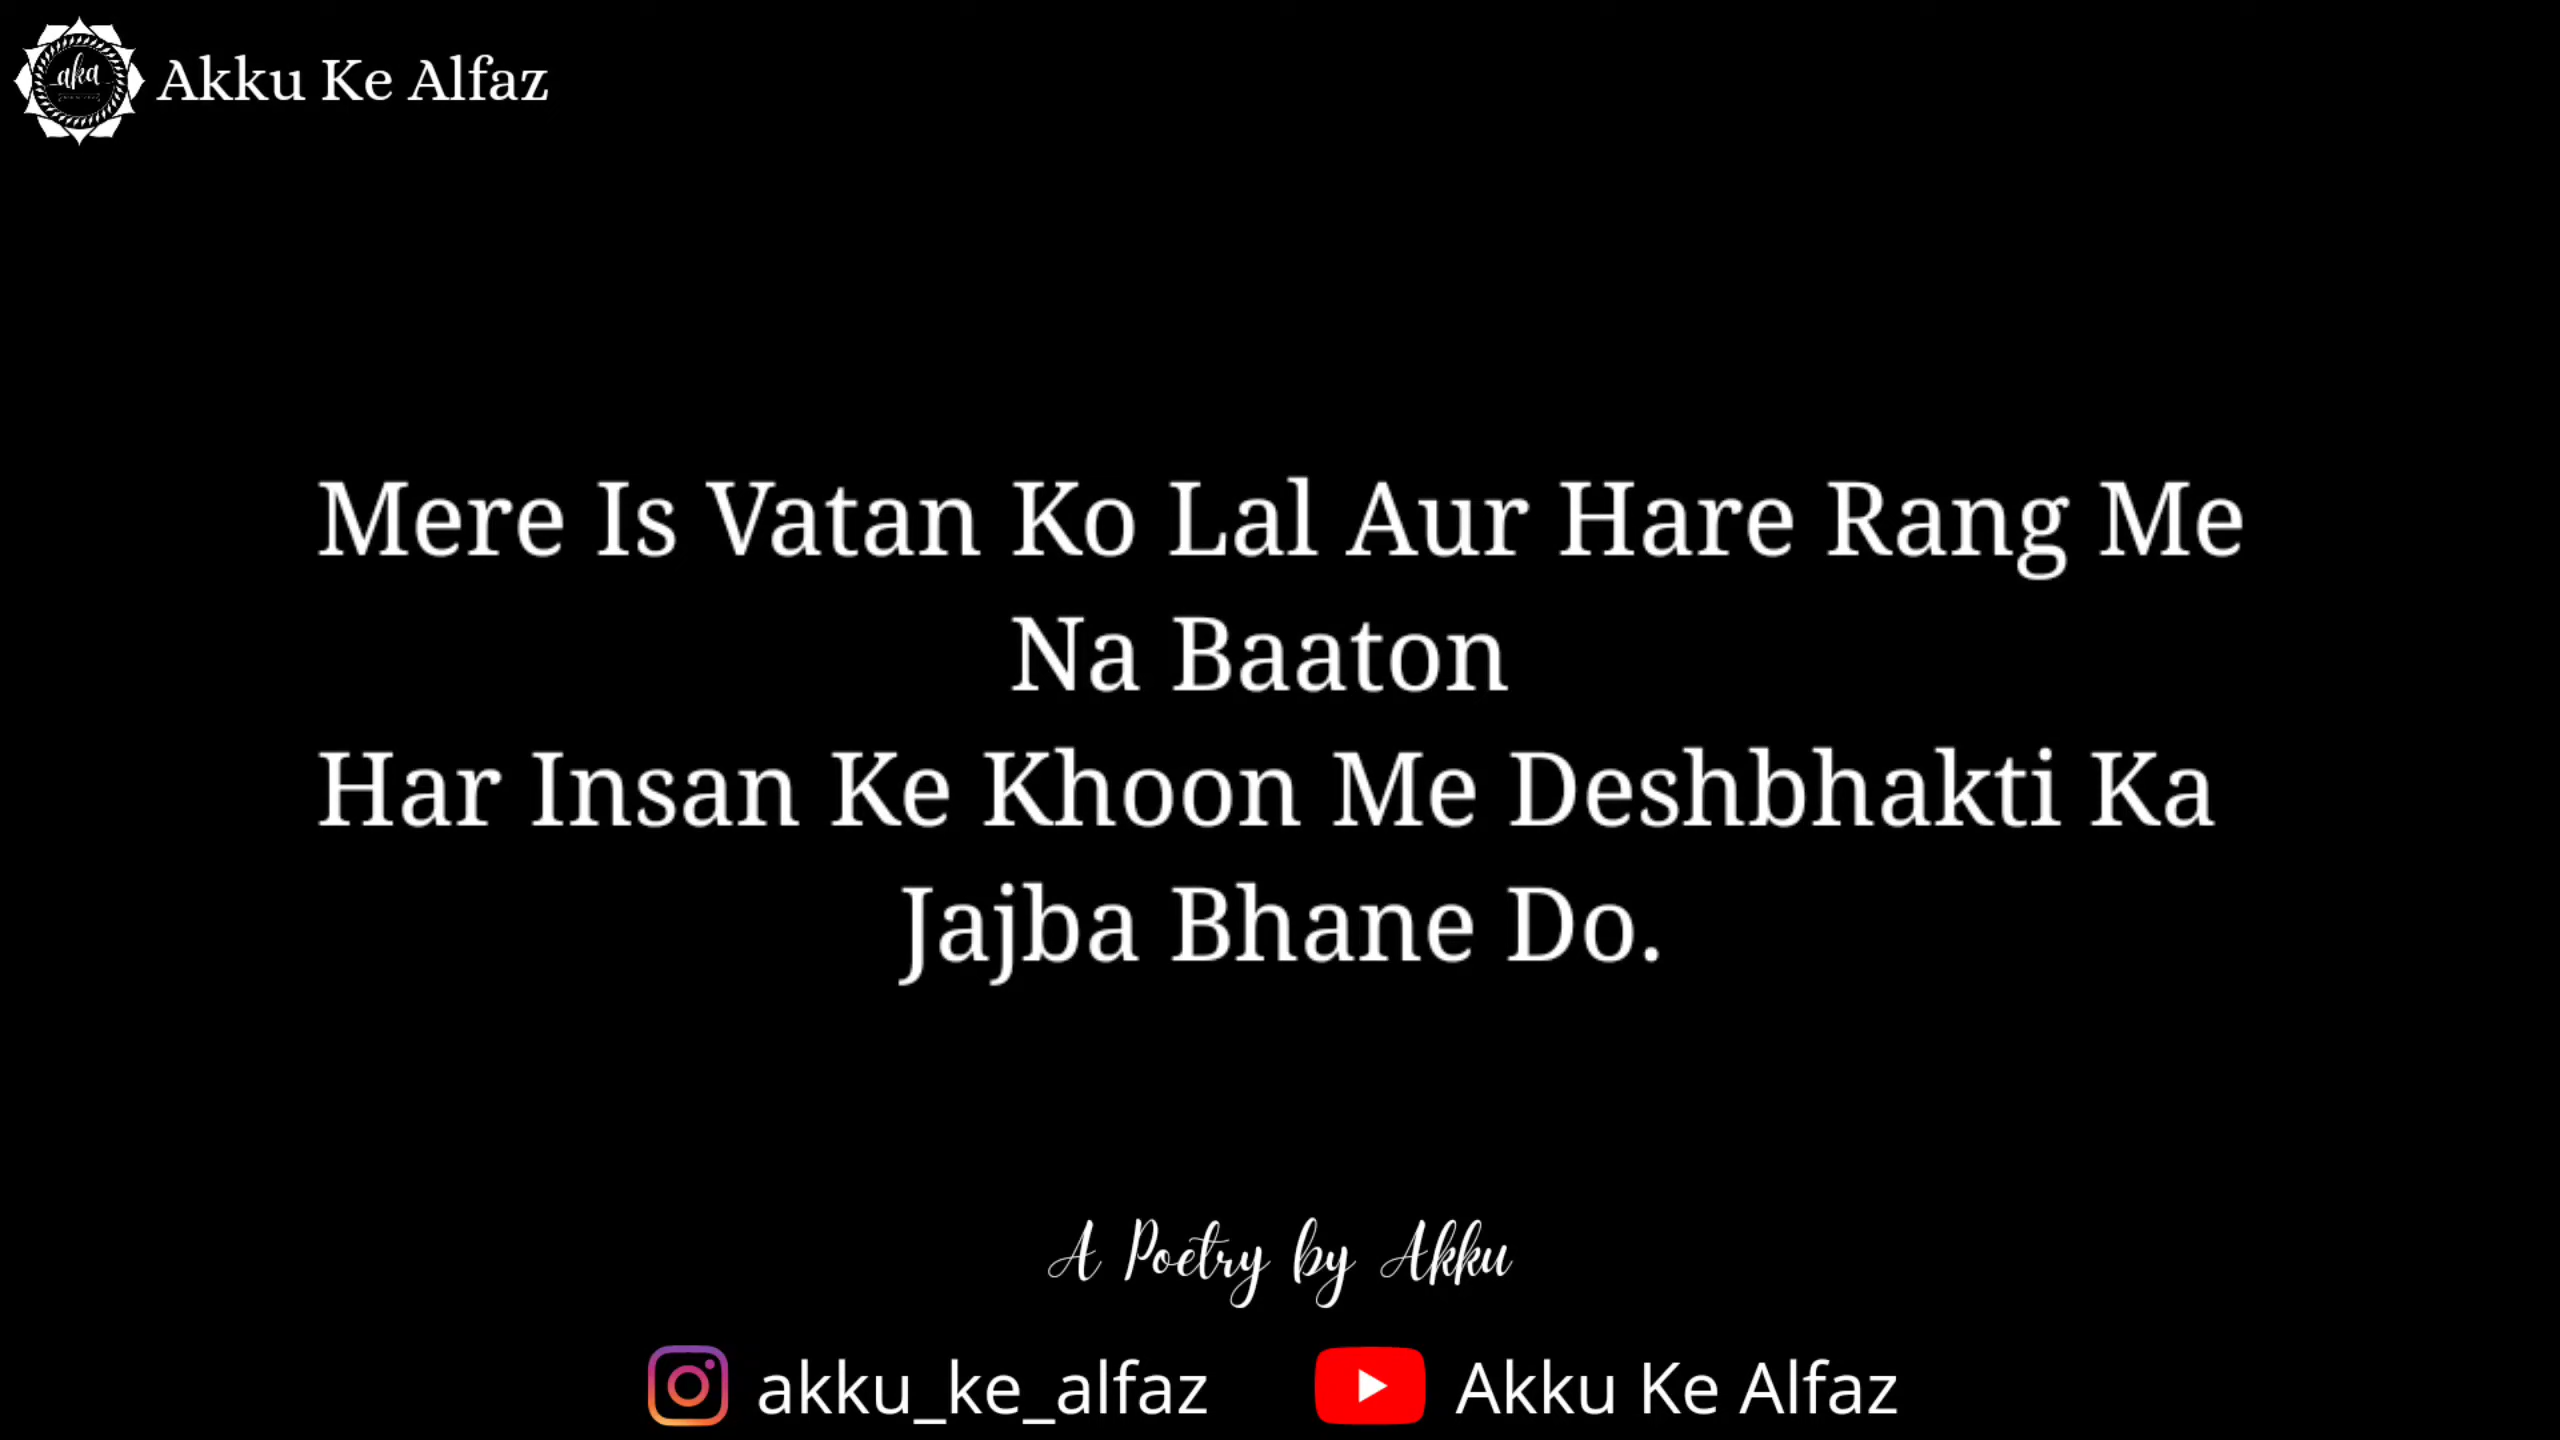 aka
Akku Ke Alfaz
Mere Is Vatan Ko Lal Aur Hare Rang Me
Na Baaton
Har Insan Ke Khoon Me Deshbhakti Ka
Jajba Bhane Do.
A Poetry by Akku
akku_ke_alfaz
Akku Ke Alfaz